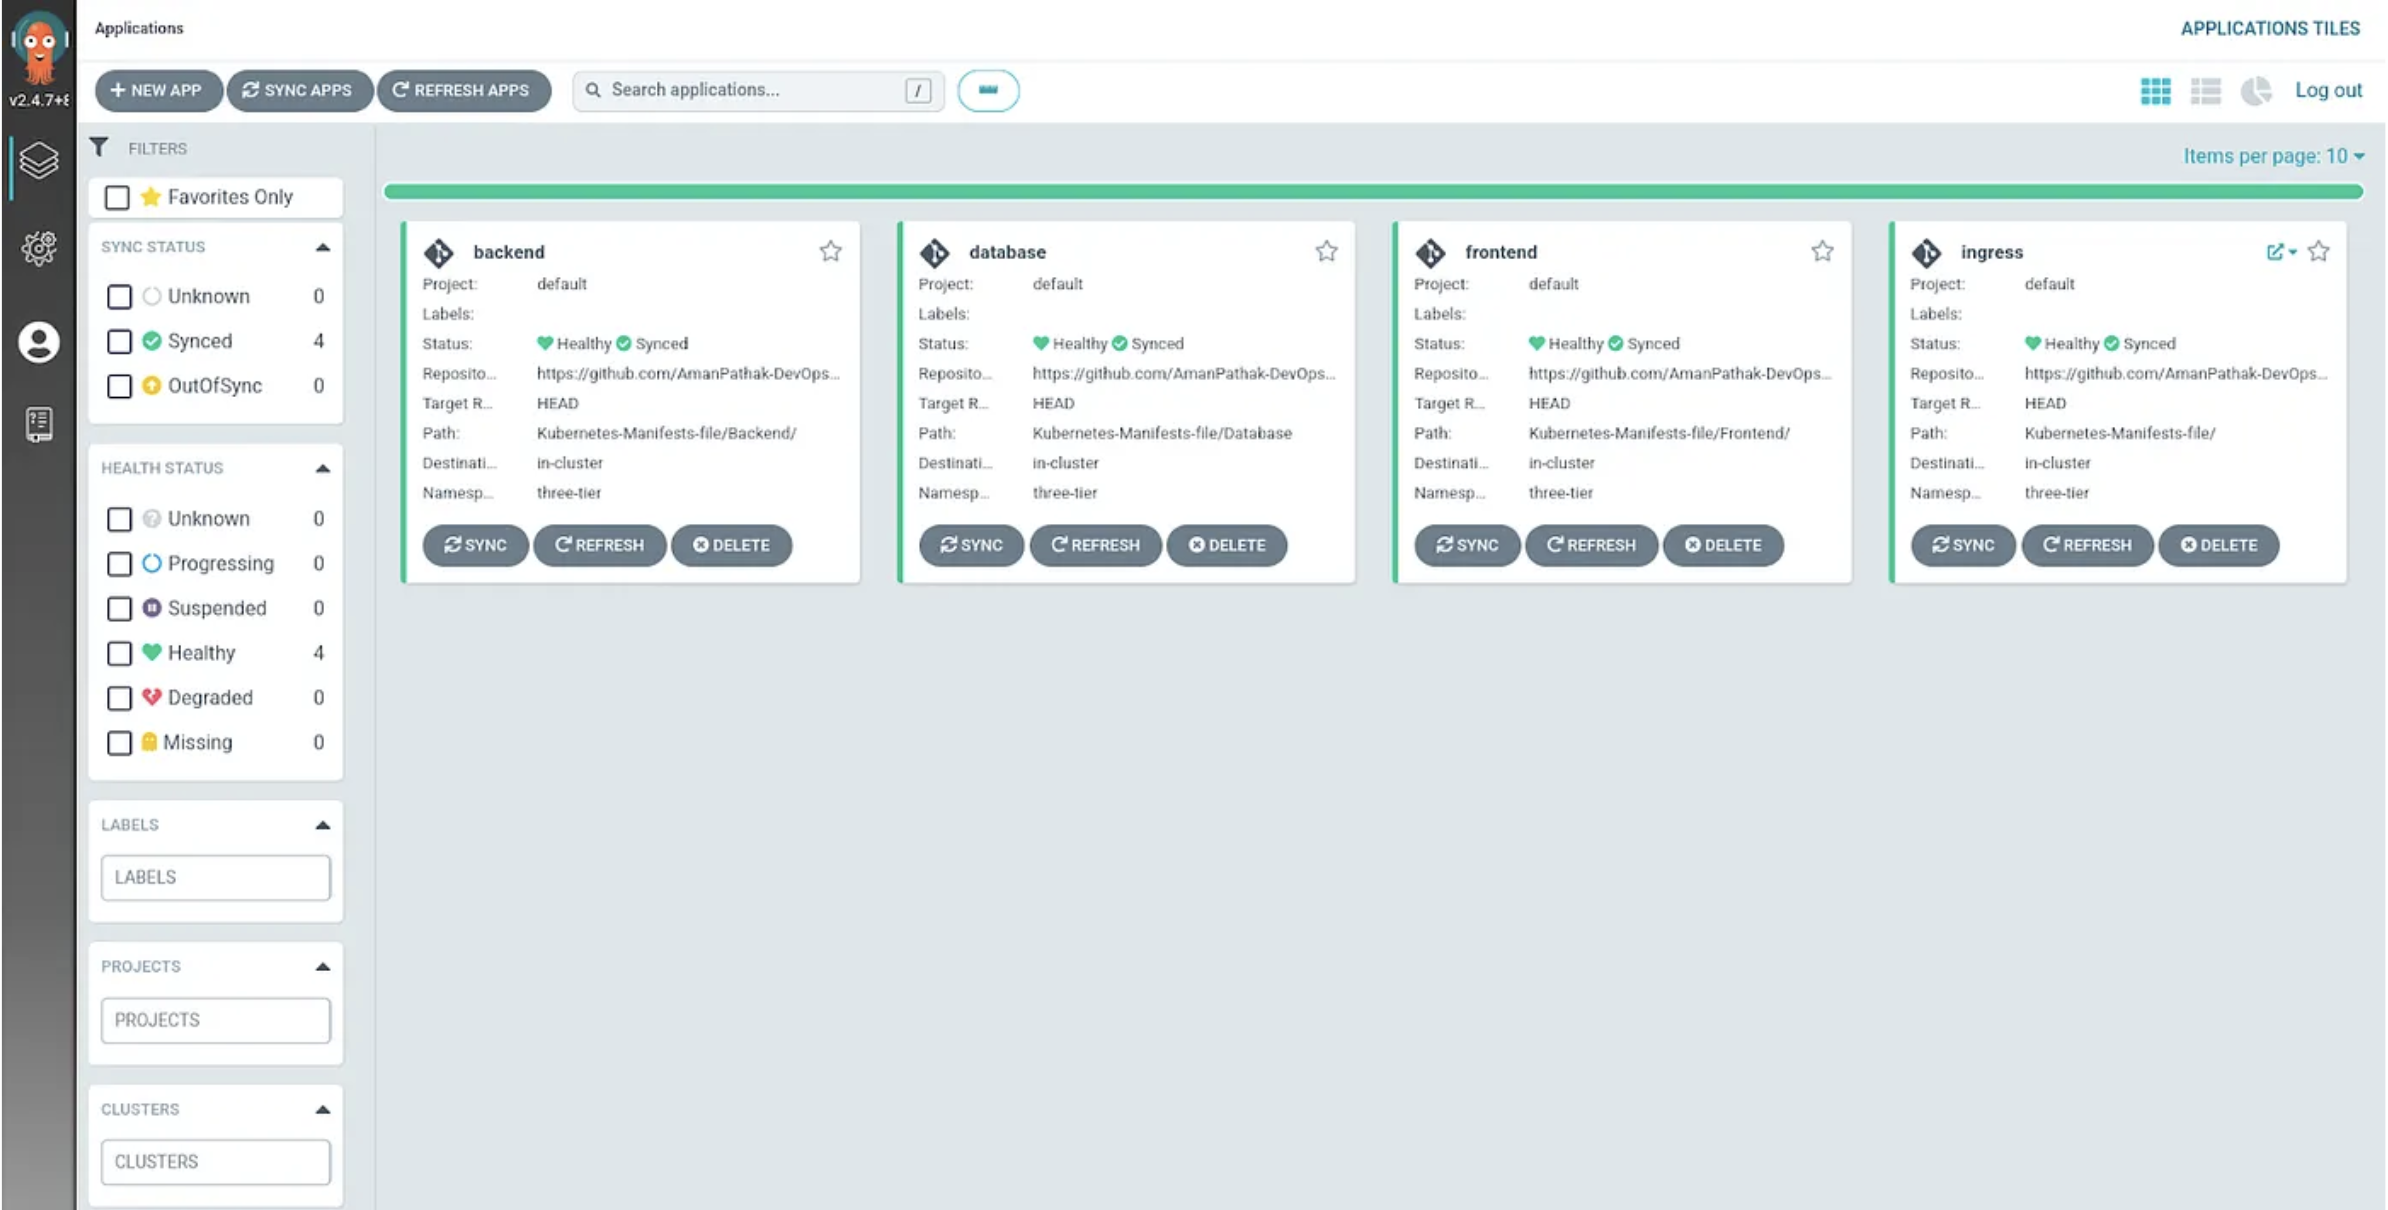 Applications
APPLICATIONS TILES
v2.4.7+8
+ NEW APP
SYNC APPS
REFRESH APPS
Search applications...
/
Log out
FILTERS
Items per page: 10
Favorites Only
SYNC STATUS
Unknown 0
Synced 4
OutOfSync 0
HEALTH STATUS
Unknown 0
Progressing 0
Suspended 0
Healthy 4
Degraded 0
Missing 0
LABELS
LABELS
PROJECTS
PROJECTS
CLUSTERS
CLUSTERS
backend
Project: default
Labels:
Status: Healthy Synced
Reposito... https://github.com/AmanPathak-DevOps...
Target R... HEAD
Path: Kubernetes-Manifests-file/Backend/
Destinati... in-cluster
Namesp... three-tier
SYNC REFRESH DELETE
database
Project: default
Labels:
Status: Healthy Synced
Reposito... https://github.com/AmanPathak-DevOps...
Target R... HEAD
Path: Kubernetes-Manifests-file/Database
Destinati... in-cluster
Namesp... three-tier
SYNC REFRESH DELETE
frontend
Project: default
Labels:
Status: Healthy Synced
Reposito... https://github.com/AmanPathak-DevOps...
Target R... HEAD
Path: Kubernetes-Manifests-file/Frontend/
Destinati... in-cluster
Namesp... three-tier
SYNC REFRESH DELETE
ingress
Project: default
Labels:
Status: Healthy Synced
Reposito... https://github.com/AmanPathak-DevOps...
Target R... HEAD
Path: Kubernetes-Manifests-file/
Destinati... in-cluster
Namesp... three-tier
SYNC REFRESH DELETE